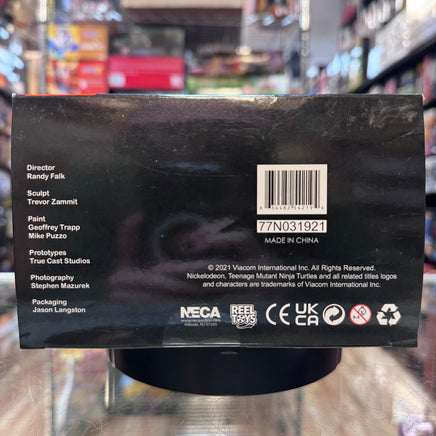 Director
Randy Falk
Sculpt
Trevor Zammit
Paint
Geoffrey Trapp
Mike Puzzo
Prototypes
True Cast Studios
Photography
Stephen Mazurek
Packaging
Jason Langston
77N031921
MADE IN CHINA
© 2021 Viacom International Inc. All Rights Reserved.
Nickelodeon, Teenage Mutant Ninja Turtles and all related titles logos
and characters are trademarks of Viacom International Inc.
NECA
REEL
TOYS
CE
UK
CA
0-3